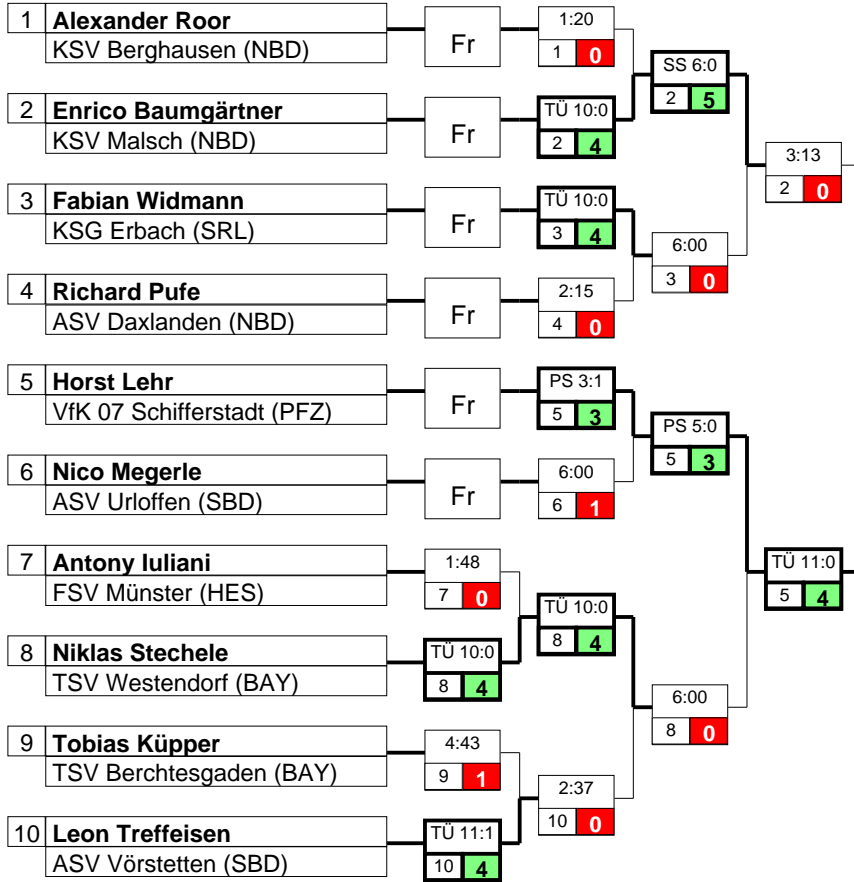 1 Alexander Roor
KSV Berghausen (NBD)
Fr
1:20
1 0
SS 6:0
2 5
2 Enrico Baumgärtner
KSV Malsch (NBD)
Fr
TÜ 10:0
2 4
3:13
2 0
3 Fabian Widmann
KSG Erbach (SRL)
Fr
TÜ 10:0
3 4
6:00
3 0
4 Richard Pufe
ASV Daxlanden (NBD)
Fr
2:15
4 0
5 Horst Lehr
VfK 07 Schifferstadt (PFZ)
Fr
PS 3:1
5 3
PS 5:0
5 3
6 Nico Megerle
ASV Urloffen (SBD)
Fr
6:00
6 1
7 Antony Iuliani
FSV Münster (HES)
1:48
7 0
TÜ 11:0
5 4
TÜ 10:0
8 4
8 Niklas Stechele
TSV Westendorf (BAY)
TÜ 10:0
8 4
6:00
8 0
9 Tobias Küpper
TSV Berchtesgaden (BAY)
4:43
9 1
2:37
10 0
10 Leon Treffeisen
ASV Vörstetten (SBD)
TÜ 11:1
10 4